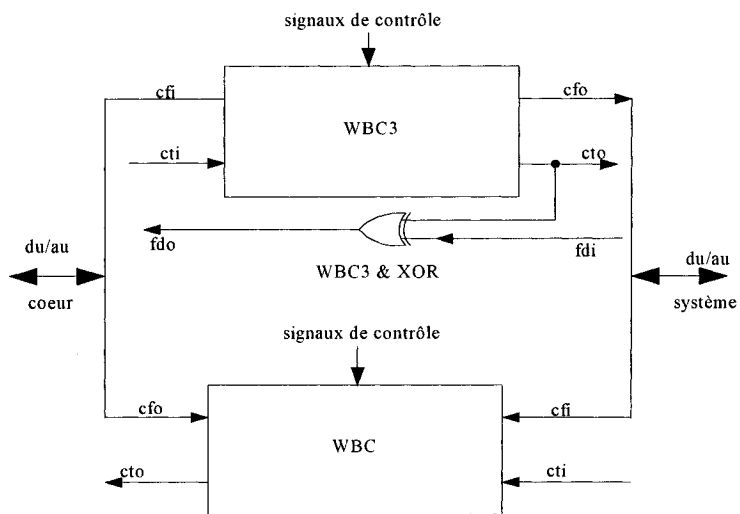 signaux de contrôle
cfi
cfo
WBC3
cti
cto
fdo
fdi
du/au
coeur
WBC3 & XOR
du/au
système
signaux de contrôle
cfo
cfi
WBC
cto
cti